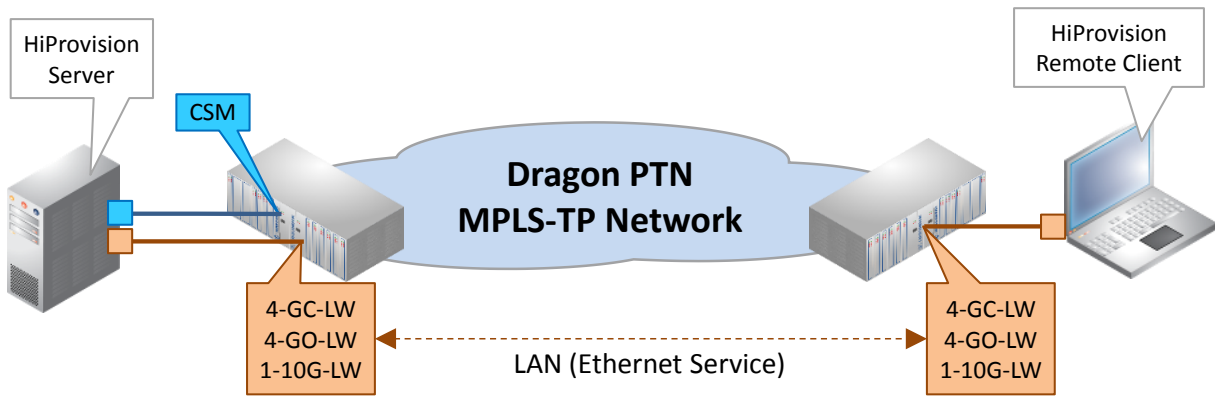 HiProvision
Server
HiProvision
Remote Client
CSM
Dragon PTN
MPLS-TP Network
4-GC-LW
4-GO-LW
1-10G-LW
LAN (Ethernet Service)
4-GC-LW
4-GO-LW
1-10G-LW